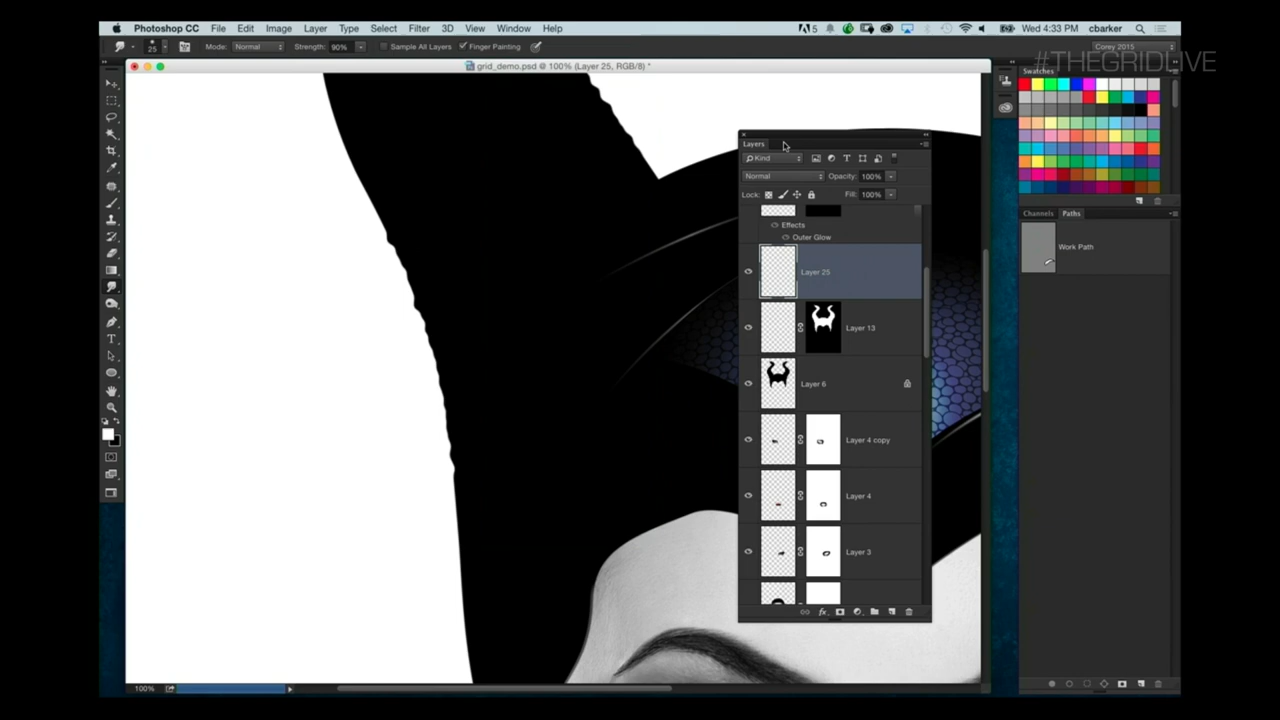 Photoshop CC File Edit Image Layer Type Select Filter 3D View Window Help 5 Wed 4:33 PM cbarker
25 Mode: Normal Strength: 90% Sample All Layers Finger Painting Corey 2015
#THEGRIDLIVE
grid_demo.psd @ 100% (Layer 25, RGB/8) *
Swatches
Layers
Kind
Normal Opacity: 100%
Lock: Fill: 100%
Channels Paths
Effects
Outer Glow
Work Path
Layer 25
Layer 13
Layer 6
Layer 4 copy
Layer 4
Layer 3
fx
100%